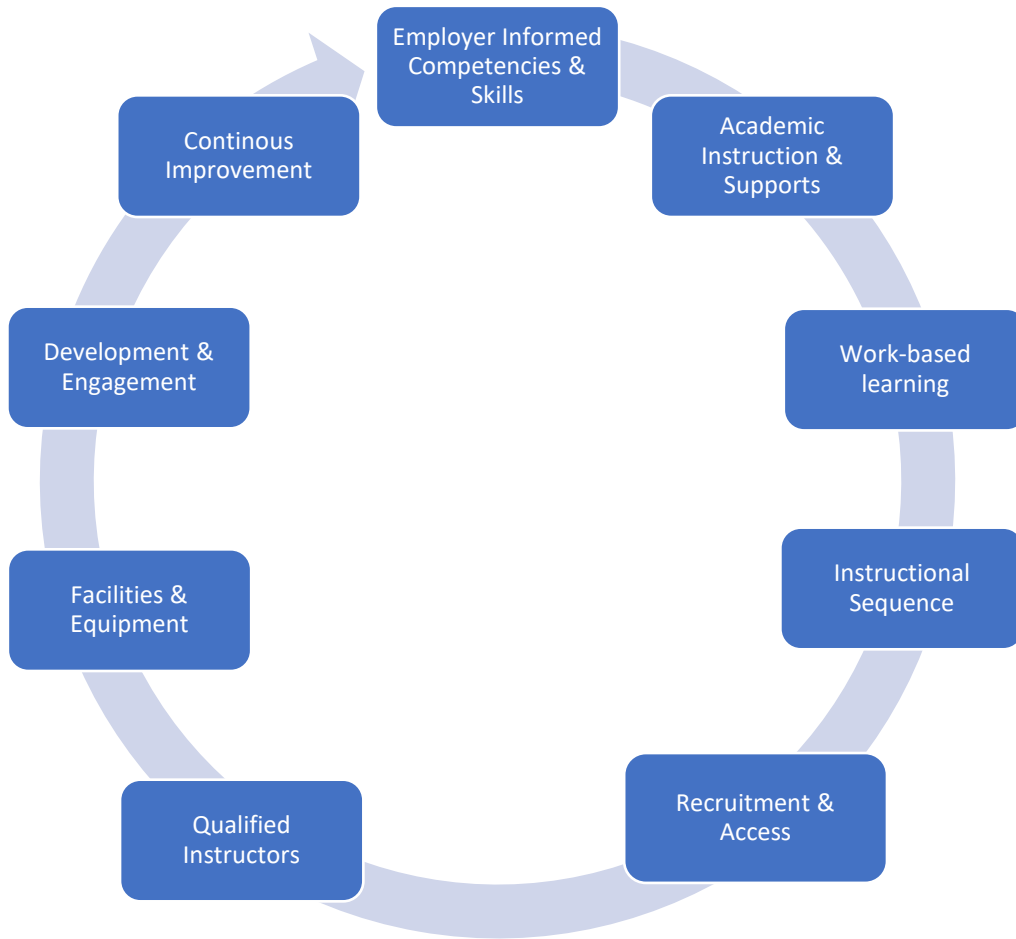 Employer Informed
Competencies &
Skills
Academic
Instruction &
Supports
Work-based
learning
Instructional
Sequence
Recruitment &
Access
Qualified
Instructors
Facilities &
Equipment
Development &
Engagement
Continous
Improvement